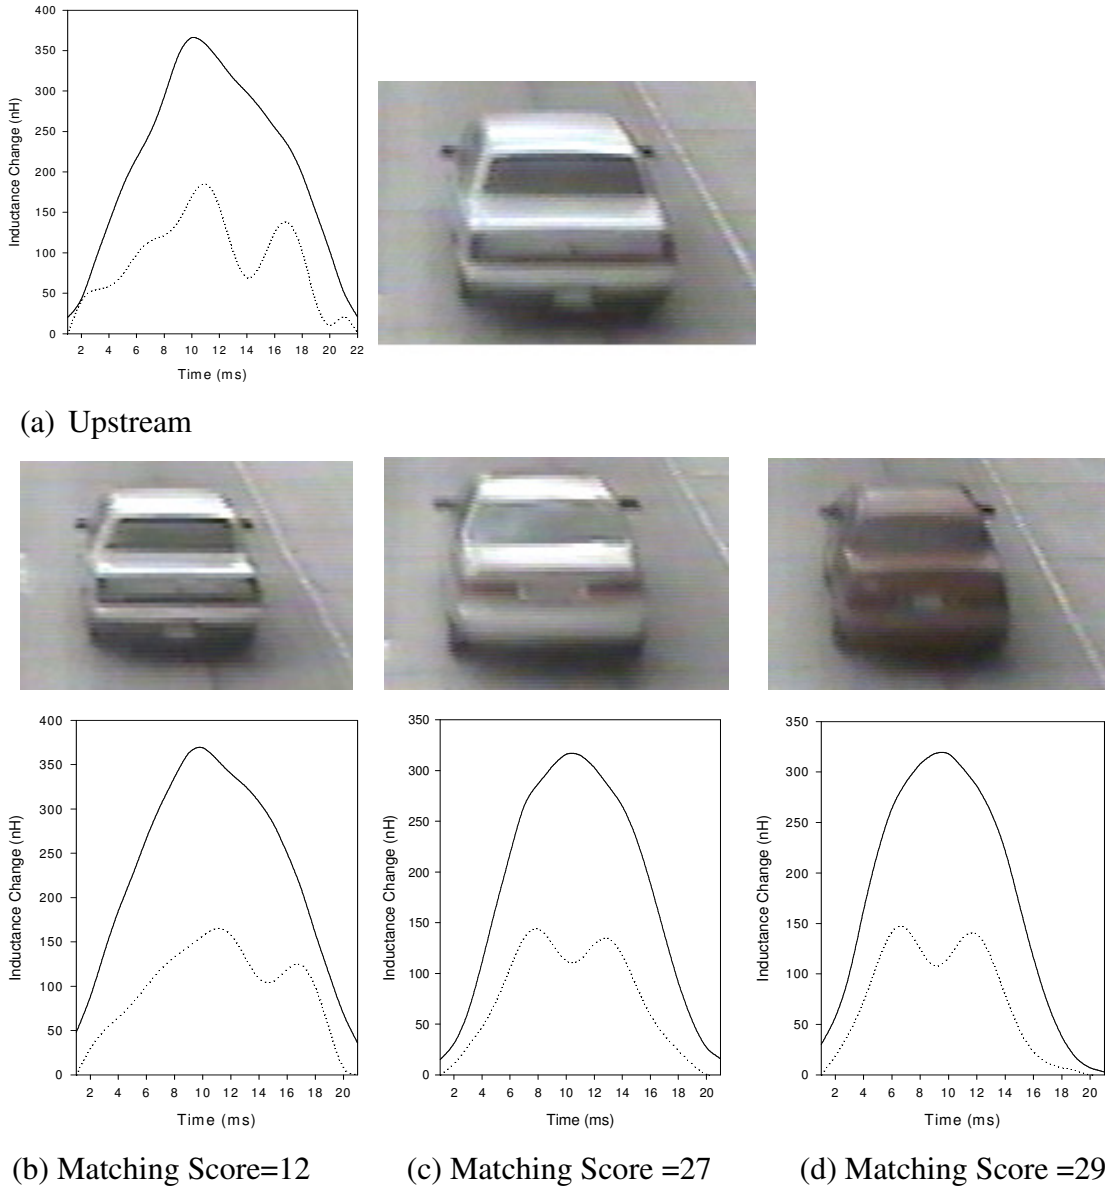 400
350
300
250
200
150
100
50
0
Inductance Change (nH)
2 4 6 8 10 12 14 16 18 20 22
Time (ms)
(a) Upstream
400
350
300
250
200
150
100
50
0
Inductance Change (nH)
2 4 6 8 10 12 14 16 18 20
Time (ms)
350
300
250
200
150
100
50
0
Inductance Change (nH)
2 4 6 8 10 12 14 16 18 20
Time (ms)
350
300
250
200
150
100
50
0
Inductance Change (nH)
2 4 6 8 10 12 14 16 18 20
Time (ms)
(b) Matching Score=12
(c) Matching Score =27
(d) Matching Score =29